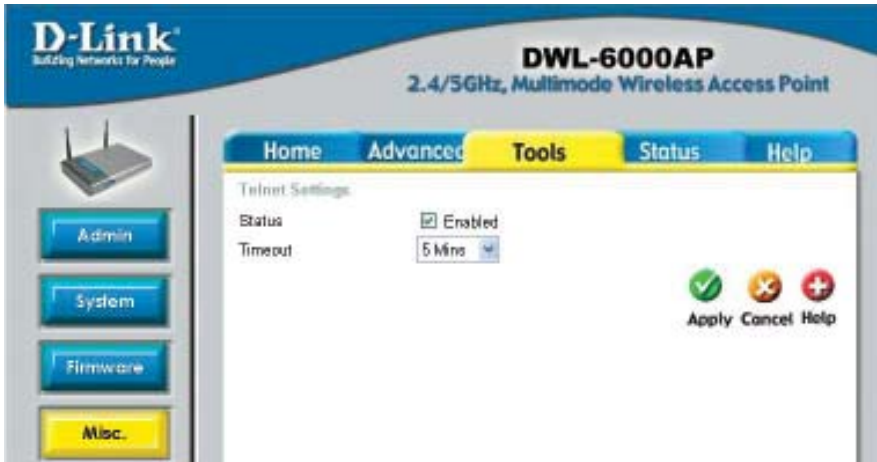 D-Link
Building Networks for People
DWL-6000AP
2.4/5GHz, Multimode Wireless Access Point
Home
Advanced
Tools
Status
Help
Telnet Settings
Status
Enabled
Timeout
5 Mins
Apply
Cancel
Help
Admin
System
Firmware
Misc.